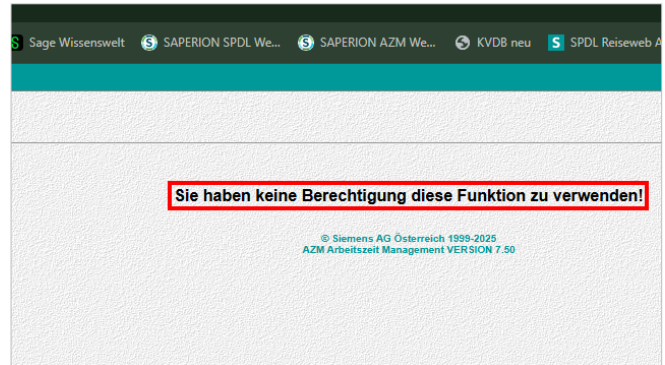 S Sage Wissenswelt S SAPERION SPDL We... S SAPERION AZM We... KVDB neu S SPDL Reiseweb A
Sie haben keine Berechtigung diese Funktion zu verwenden!
© Siemens AG Österreich 1999-2025
AZM Arbeitszeit Management VERSION 7.50